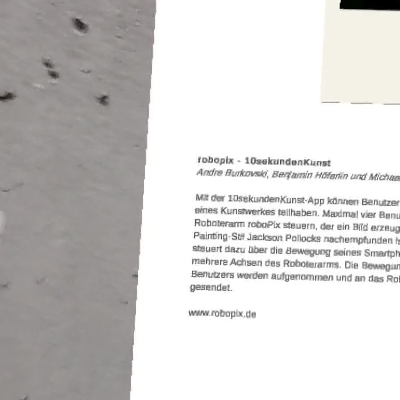 robopix - 10sekundenKunst
Andre Burkovski, Benjamin Höferlin und Michae
Mit der 10sekundenKunst-App können Benutzer
eines Kunstwerkes teilhaben. Maximal vier Benu
Roboterarm roboPix steuern, der ein Bild erzeug
Painting-Stil Jackson Pollocks nachempfunden
steuert dazu über die Bewegung seines Smartph
mehrere Achsen des Roboterarms. Die Bewegun
Benutzers werden aufgenommen und an das Rob
gesendet.
www.robopix.de